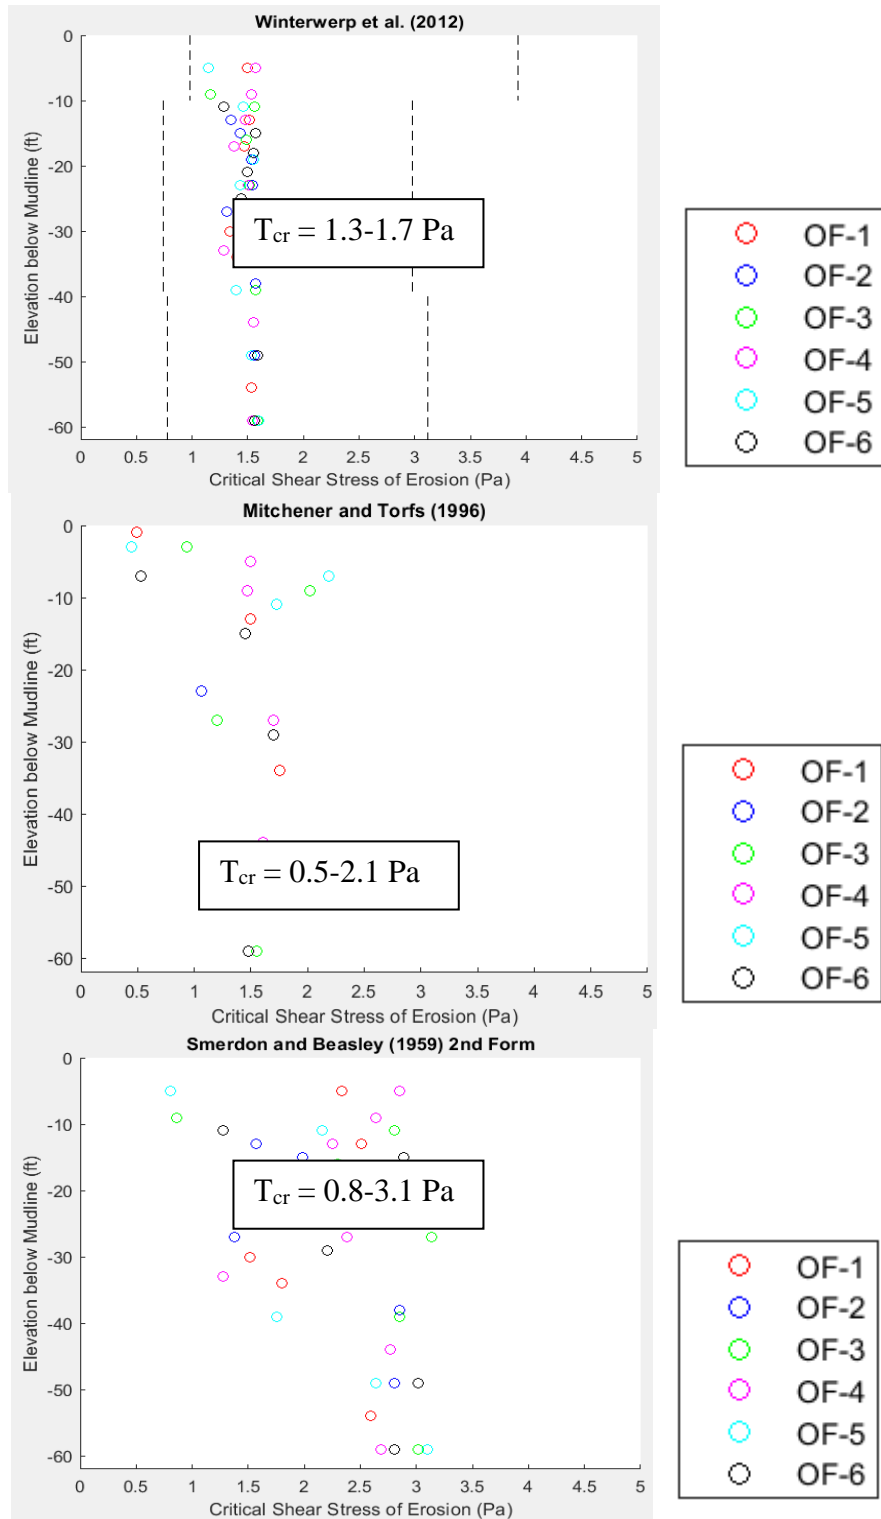 Winterwerp et al. (2012)
0
-10
-20
-30
-40
-50
-60
Elevation below Mudline (ft)
T_cr = 1.3-1.7 Pa
0 0.5 1 1.5 2 2.5 3 3.5 4 4.5 5
Critical Shear Stress of Erosion (Pa)
OF-1
OF-2
OF-3
OF-4
OF-5
OF-6
Mitchener and Torfs (1996)
0
-10
-20
-30
-40
-50
-60
Elevation below Mudline (ft)
T_cr = 0.5-2.1 Pa
0 0.5 1 1.5 2 2.5 3 3.5 4 4.5 5
Critical Shear Stress of Erosion (Pa)
OF-1
OF-2
OF-3
OF-4
OF-5
OF-6
Smerdon and Beasley (1959) 2nd Form
0
-10
-20
-30
-40
-50
-60
Elevation below Mudline (ft)
T_cr = 0.8-3.1 Pa
0 0.5 1 1.5 2 2.5 3 3.5 4 4.5 5
Critical Shear Stress of Erosion (Pa)
OF-1
OF-2
OF-3
OF-4
OF-5
OF-6